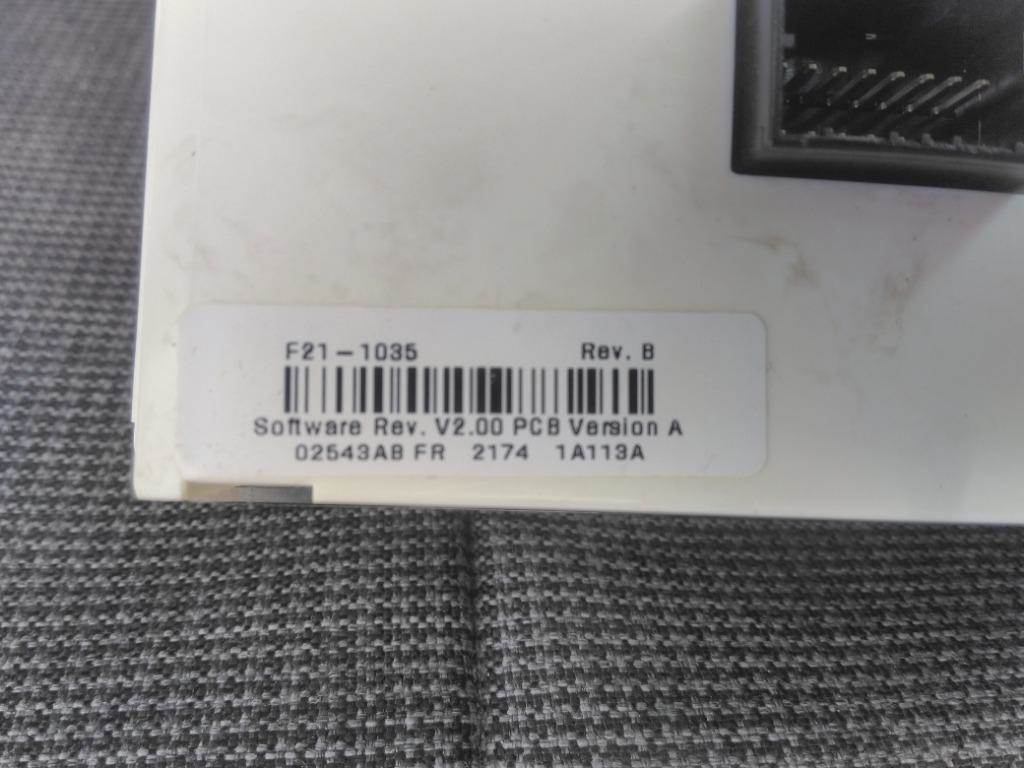 F21-1035 Rev. B
Software Rev. V2.00 PCB Version A
02543AB FR 2174 1A113A